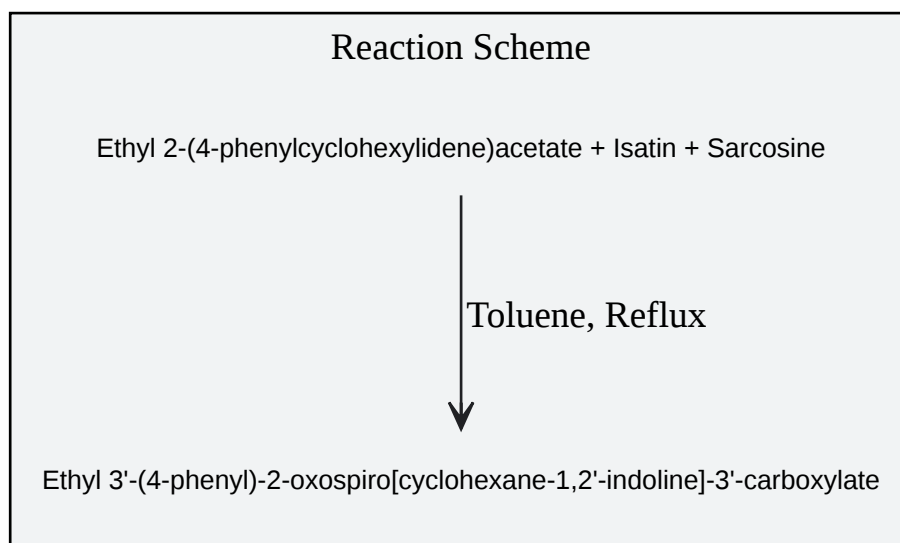 Reaction Scheme
Ethyl 2-(4-phenylcyclohexylidene)acetate + Isatin + Sarcosine
Toluene, Reflux
Ethyl 3'-(4-phenyl)-2-oxospiro[cyclohexane-1,2'-indoline]-3'-carboxylate